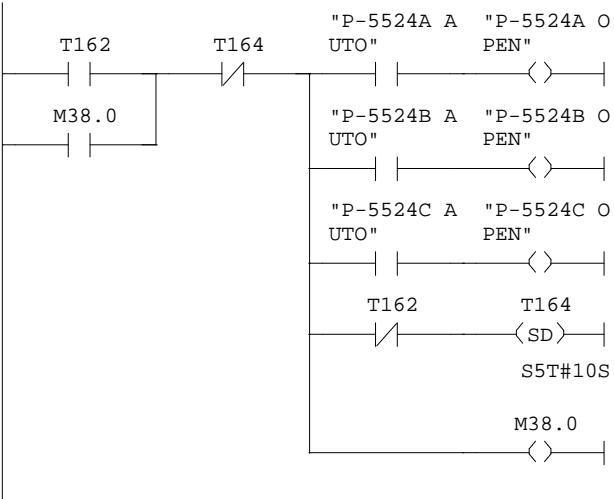 "P-5524A A "P-5524A O
T162 T164 UTO" PEN"
M38.0 "P-5524B A "P-5524B O
UTO" PEN"
"P-5524C A "P-5524C O
UTO" PEN"
T162 T164
SD
S5T#10S
M38.0